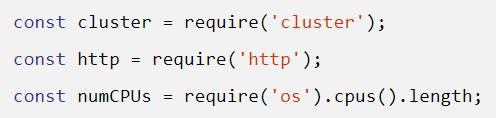 const cluster = require('cluster');
const http = require('http');
const numCPUs = require('os').cpus().length;